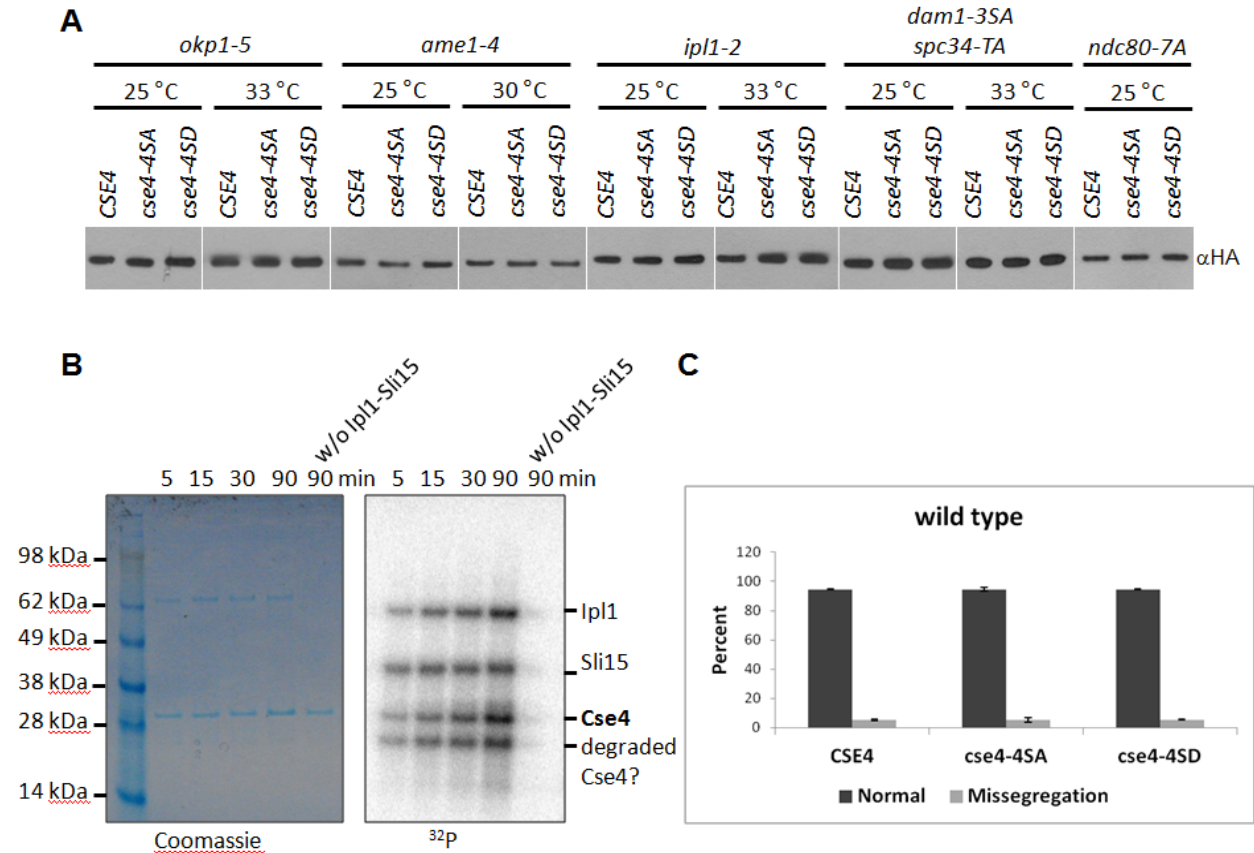 A
okp1-5 ame1-4 ipl1-2 dam1-3SA spc34-TA ndc80-7A
25 °C 33 °C 25 °C 30 °C 25 °C 33 °C 25 °C 33 °C 25 °C
CSE4 cse4-4SA cse4-4SD CSE4 cse4-4SA cse4-4SD CSE4 cse4-4SA cse4-4SD CSE4 cse4-4SA cse4-4SD CSE4 cse4-4SA cse4-4SD CSE4 cse4-4SA cse4-4SD CSE4 cse4-4SA cse4-4SD CSE4 cse4-4SA cse4-4SD CSE4 cse4-4SA cse4-4SD
αHA
B
w/o Ipl1-Sli15
5 15 30 90 90 min
98 kDa
62 kDa
49 kDa
38 kDa
28 kDa
14 kDa
Coomassie
w/o Ipl1-Sli15
5 15 30 90 90 min
Ipl1
Sli15
Cse4
degraded
Cse4?
32P
C
wild type
Percent
120
100
80
60
40
20
0
CSE4 cse4-4SA cse4-4SD
Normal Missegregation